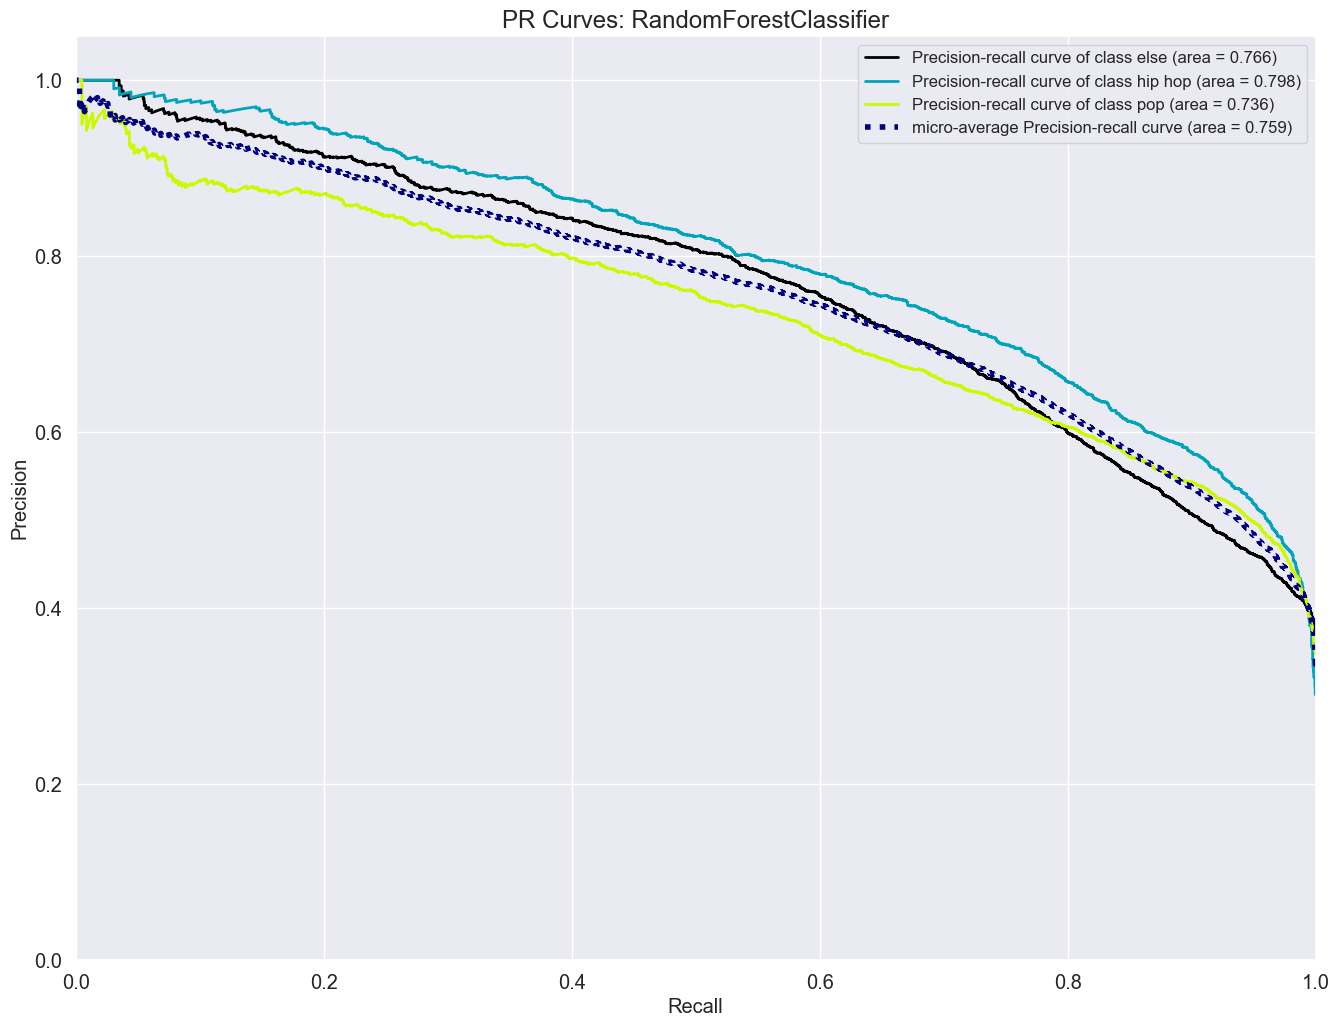 PR Curves: RandomForestClassifier
Precision-recall curve of class else (area = 0.766)
Precision-recall curve of class hip hop (area = 0.798)
Precision-recall curve of class pop (area = 0.736)
micro-average Precision-recall curve (area = 0.759)
1.0
0.8
0.6
0.4
0.2
0.0
Precision
0.0 0.2 0.4 0.6 0.8 1.0
Recall